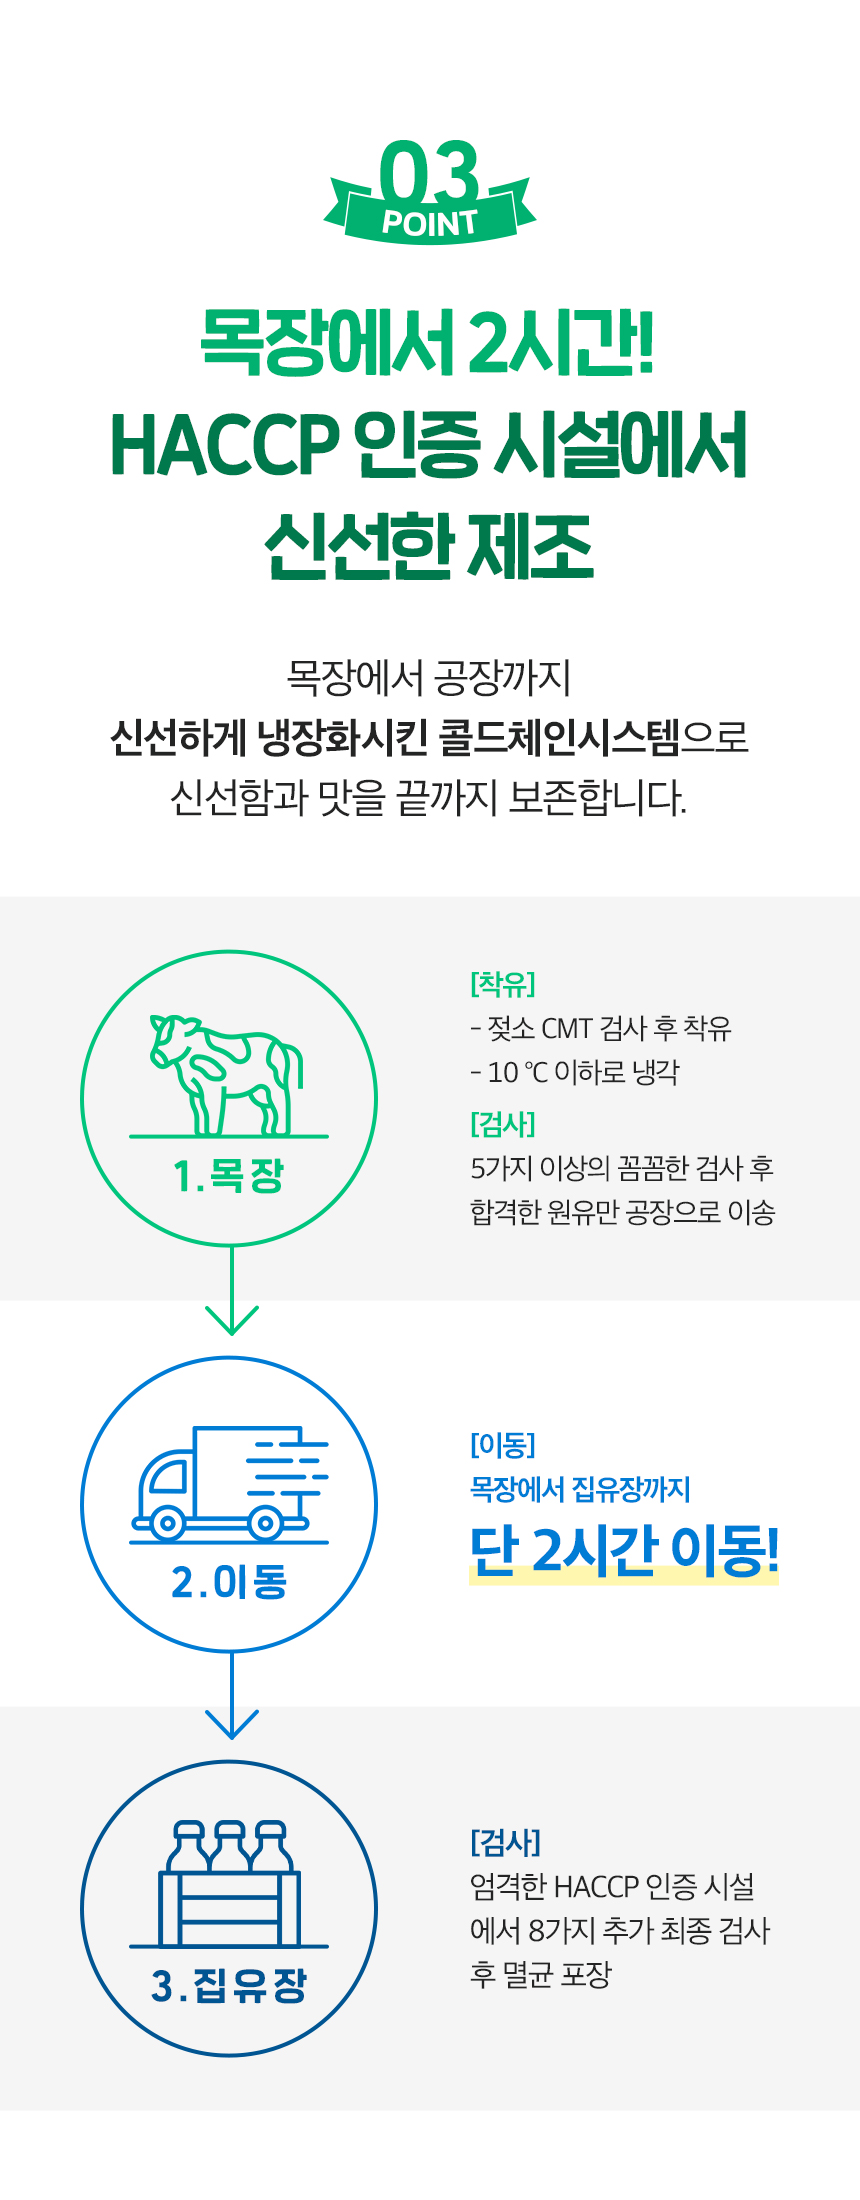 03
POINT
목장에서 2시간!
HACCP 인증 시설에서
신선한 제조
목장에서 공장까지
신선하게 냉장화시킨 콜드체인시스템으로
신선함과 맛을 끝까지 보존합니다.
1.목장
[착유]
- 젖소 CMT 검사 후 착유
- 10 ℃ 이하로 냉각
[검사]
5가지 이상의 꼼꼼한 검사 후
합격한 원유만 공장으로 이송
2.이동
[이동]
목장에서 집유장까지
단 2시간 이동!
3.집유장
[검사]
엄격한 HACCP 인증 시설
에서 8가지 추가 최종 검사
후 멸균 포장